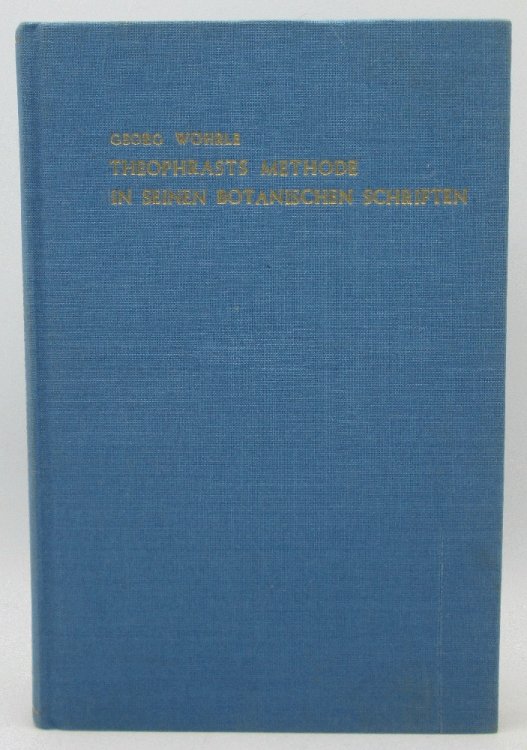 GEORG WÖHRLE
THEOPHRASTS METHODE
IN SEINEN BOTANISCHEN SCHRIFTEN